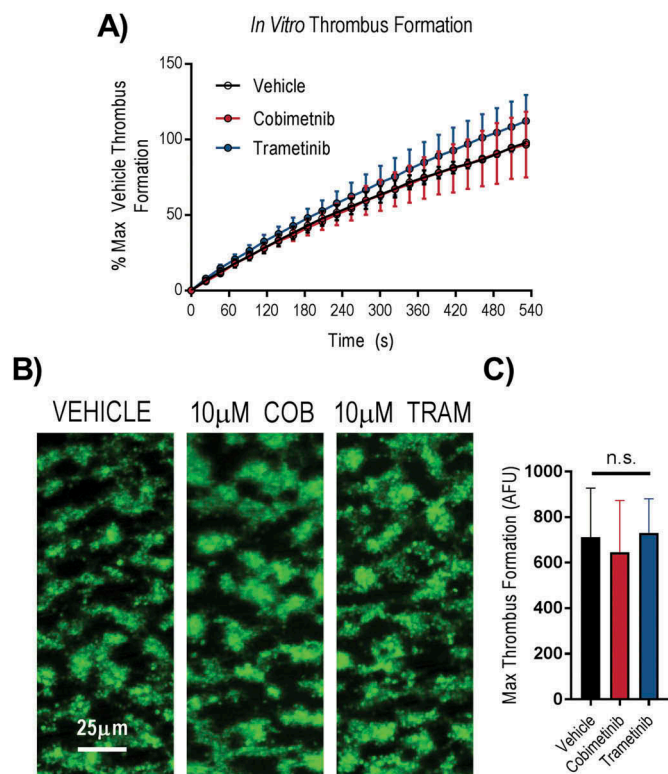 A)
In Vitro Thrombus Formation
% Max Vehicle Thrombus
Formation
150
100
50
0
Vehicle
Cobimetnib
Trametinib
0 60 120 180 240 300 360 420 480 540
Time (s)
B)
VEHICLE
10μM COB
10μM TRAM
25μm
C)
n.s.
Max Thrombus Formation (AFU)
1000
800
600
400
200
0
Vehicle
Cobimetinib
Trametinib